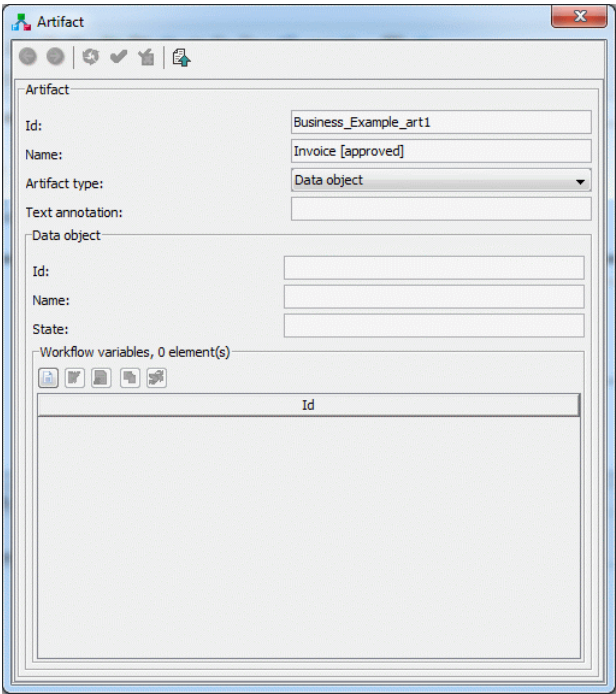 Artifact
Artifact
Id: Business_Example_art1
Name: Invoice [approved]
Artifact type: Data object
Text annotation:
Data object
Id:
Name:
State:
Workflow variables, 0 element(s)
Id